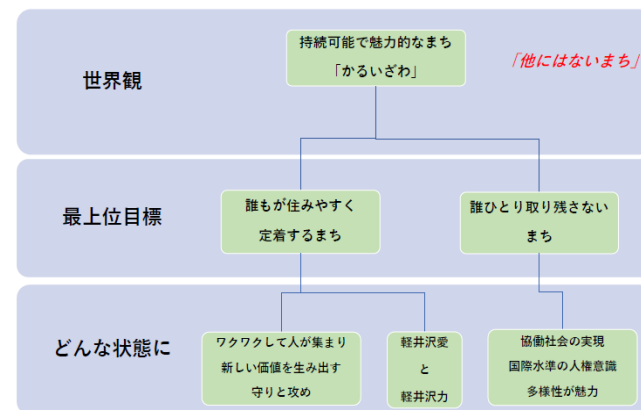 世界観
持続可能で魅力的なまち
「かるいざわ」
「他にはないまち」
最上位目標
誰もが住みやすく
定着するまち
誰ひとり取り残さない
まち
どんな状態に
ワクワクして人が集まり
新しい価値を生み出す
守りと攻め
軽井沢愛
と
軽井沢力
協働社会の実現
国際水準の人権意識
多様性が魅力